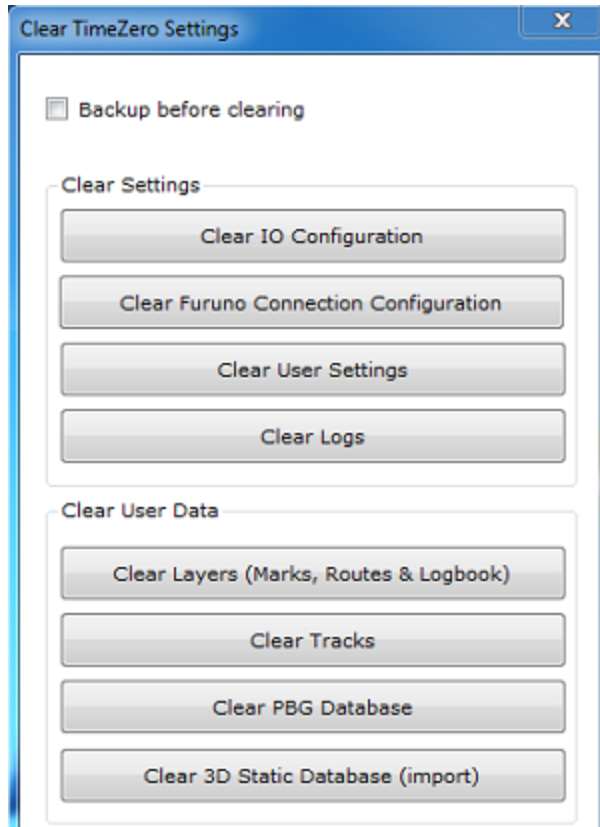 Clear TimeZero Settings
x
Backup before clearing
Clear Settings
Clear IO Configuration
Clear Furuno Connection Configuration
Clear User Settings
Clear Logs
Clear User Data
Clear Layers (Marks, Routes & Logbook)
Clear Tracks
Clear PBG Database
Clear 3D Static Database (import)